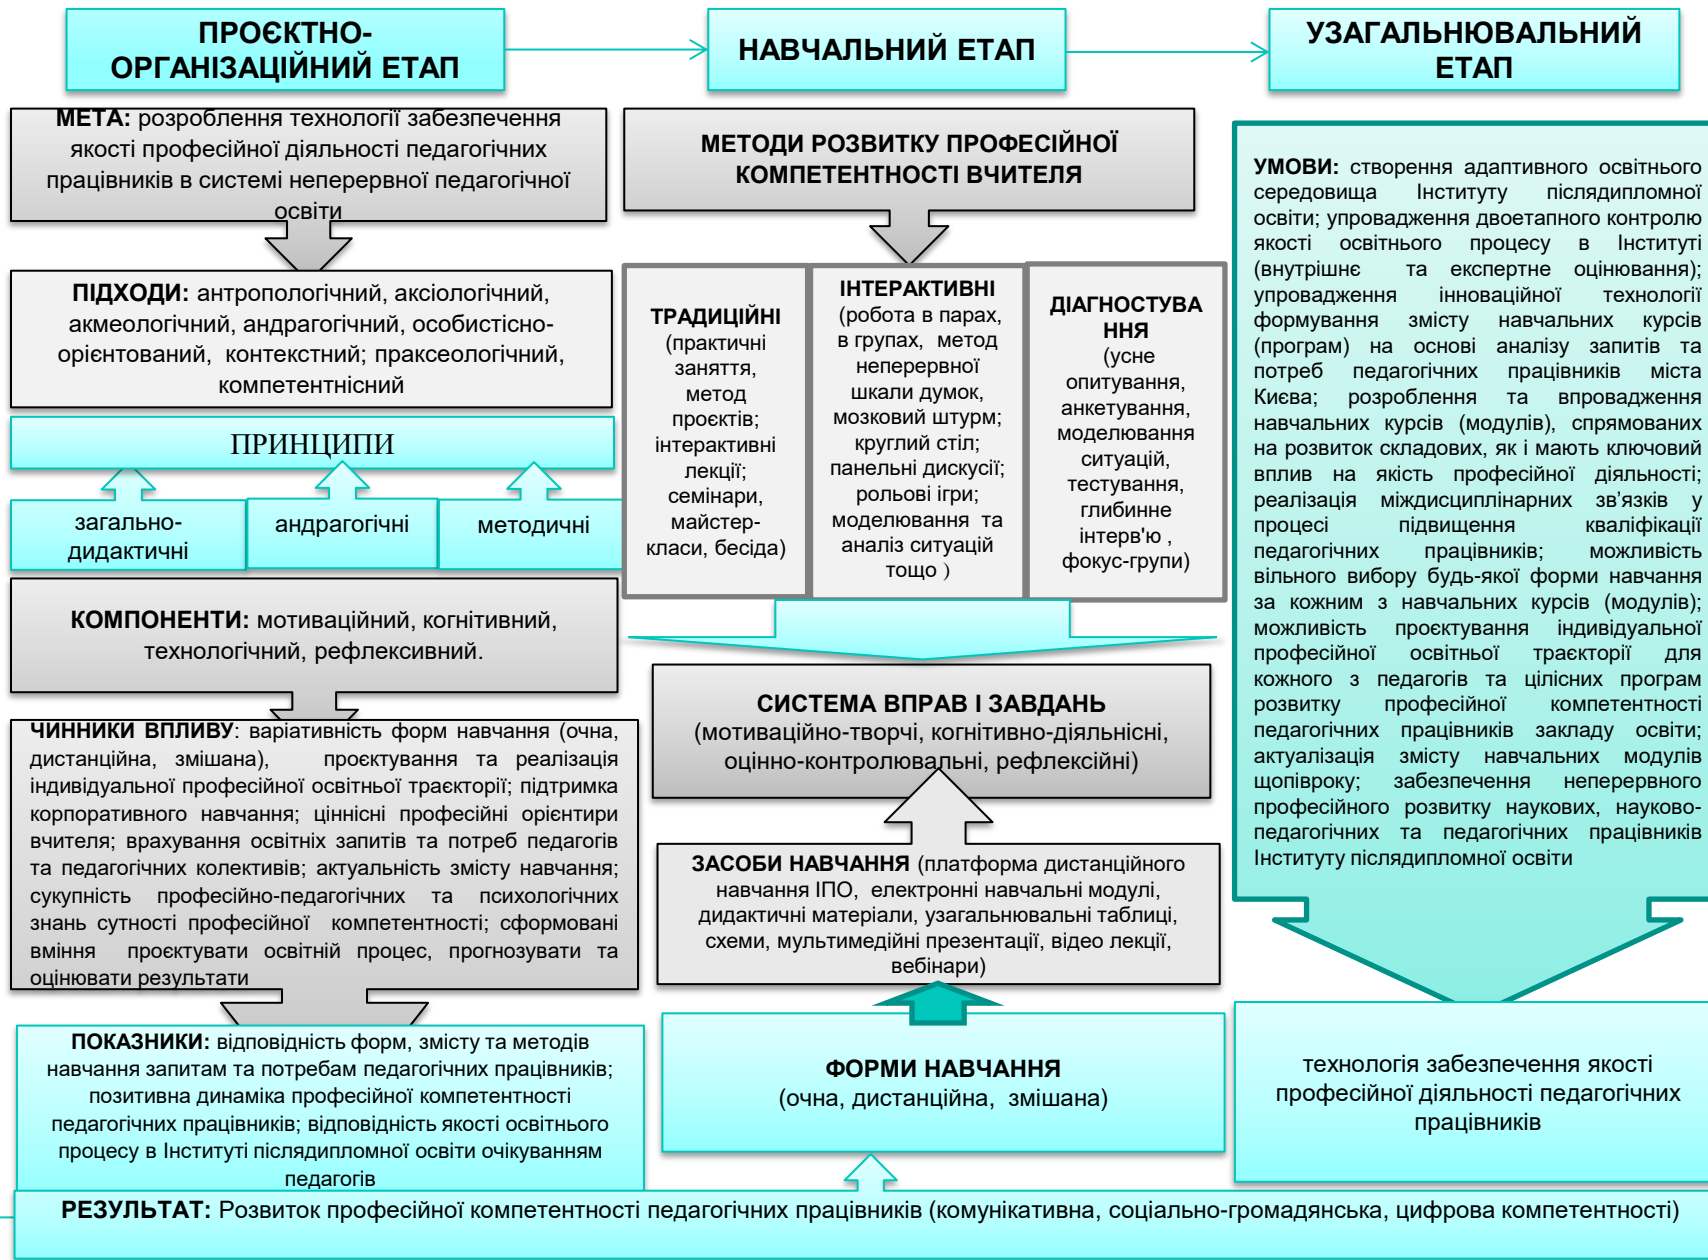 ПРОЄКТНО-
ОРГАНІЗАЦІЙНИЙ ЕТАП
НАВЧАЛЬНИЙ ЕТАП
УЗАГАЛЬНЮВАЛЬНИЙ
ЕТАП
МЕТА: розроблення технології забезпечення
якості професійної діяльності педагогічних
працівників в системі неперервної педагогічної
освіти
ПІДХОДИ: антропологічний, аксіологічний,
акмеологічний, андрагогічний, особистісно-
орієнтований, контекстний; праксеологічний,
компетентнісний
ПРИНЦИПИ
загально-
дидактичні
андрагогічні
методичні
КОМПОНЕНТИ: мотиваційний, когнітивний,
технологічний, рефлексивний.
ЧИННИКИ ВПЛИВУ: варіативність форм навчання (очна,
дистанційна, змішана), проєктування та реалізація
індивідуальної професійної освітньої траєкторії; підтримка
корпоративного навчання; ціннісні професійні орієнтири
вчителя; врахування освітніх запитів та потреб педагогів
та педагогічних колективів; актуальність змісту навчання;
сукупність професійно-педагогічних та психологічних
знань сутності професійної компетентності; сформовані
вміння проєктувати освітній процес, прогнозувати та
оцінювати результати
ПОКАЗНИКИ: відповідність форм, змісту та методів
навчання запитам та потребам педагогічних працівників;
позитивна динаміка професійної компетентності
педагогічних працівників; відповідність якості освітнього
процесу в Інституті післядипломної освіти очікуванням
педагогів
МЕТОДИ РОЗВИТКУ ПРОФЕСІЙНОЇ
КОМПЕТЕНТНОСТІ ВЧИТЕЛЯ
ТРАДИЦІЙНІ
(практичні
заняття,
метод
проєктів;
інтерактивні
лекції;
семінари,
майстер-
класи, бесіда)
ІНТЕРАКТИВНІ
(робота в парах,
в групах, метод
неперервної
шкали думок,
мозковий штурм;
круглий стіл;
панельні дискусії;
рольові ігри;
моделювання та
аналіз ситуацій
тощо )
ДІАГНОСТУВА
ННЯ
(усне
опитування,
анкетування,
моделювання
ситуацій,
тестування,
глибинне
інтерв'ю ,
фокус-групи)
СИСТЕМА ВПРАВ І ЗАВДАНЬ
(мотиваційно-творчі, когнітивно-діяльнісні,
оцінно-контролювальні, рефлексійні)
ЗАСОБИ НАВЧАННЯ (платформа дистанційного
навчання ІПО, електронні навчальні модулі,
дидактичні матеріали, узагальнювальні таблиці,
схеми, мультимедійні презентації, відео лекції,
вебінари)
ФОРМИ НАВЧАННЯ
(очна, дистанційна, змішана)
УМОВИ: створення адаптивного освітнього
середовища Інституту післядипломної
освіти; упровадження двоетапного контролю
якості освітнього процесу в Інституті
(внутрішнє та експертне оцінювання);
упровадження інноваційної технології
формування змісту навчальних курсів
(програм) на основі аналізу запитів та
потреб педагогічних працівників міста
Києва; розроблення та впровадження
навчальних курсів (модулів), спрямованих
на розвиток складових, як і мають ключовий
вплив на якість професійної діяльності;
реалізація міждисциплінарних зв’язків у
процесі підвищення кваліфікації
педагогічних працівників; можливість
вільного вибору будь-якої форми навчання
за кожним з навчальних курсів (модулів);
можливість проєктування індивідуальної
професійної освітньої траєкторії для
кожного з педагогів та цілісних програм
розвитку професійної компетентності
педагогічних працівників закладу освіти;
актуалізація змісту навчальних модулів
щопівроку; забезпечення неперервного
професійного розвитку наукових, науково-
педагогічних та педагогічних працівників
Інституту післядипломної освіти
технологія забезпечення якості
професійної діяльності педагогічних
працівників
РЕЗУЛЬТАТ: Розвиток професійної компетентності педагогічних працівників (комунікативна, соціально-громадянська, цифрова компетентності)